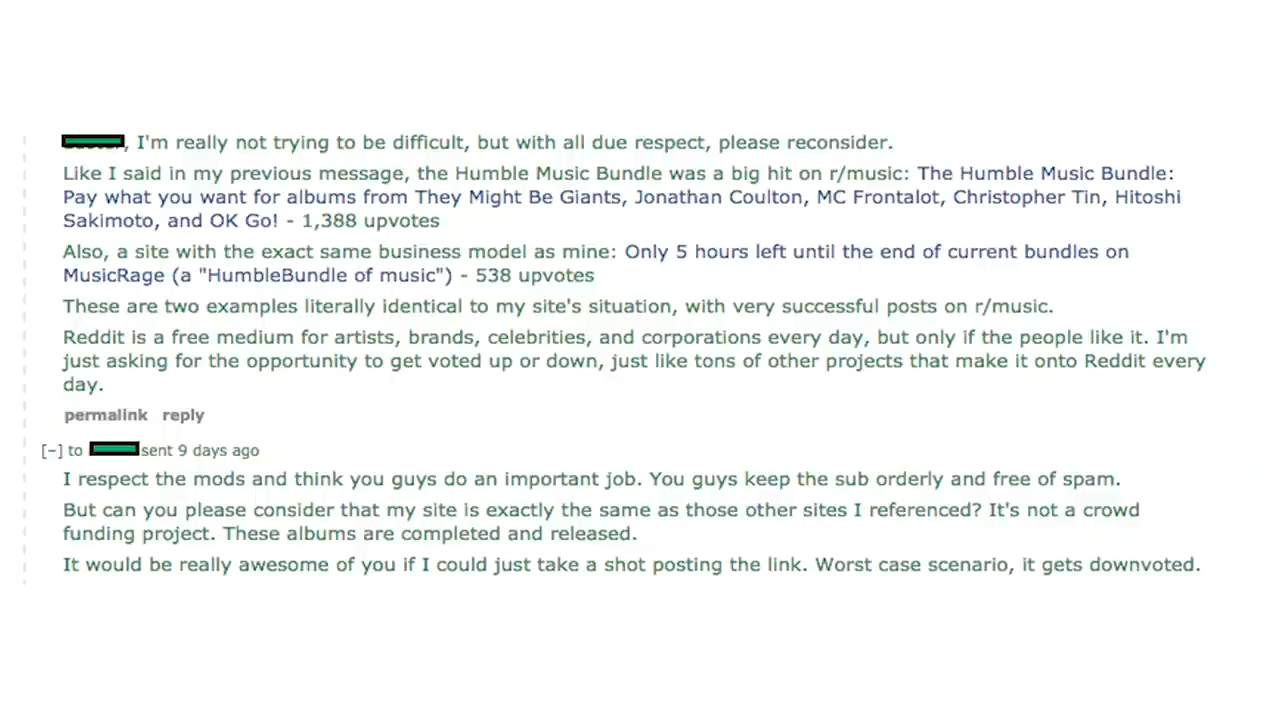 , I'm really not trying to be difficult, but with all due respect, please reconsider.
Like I said in my previous message, the Humble Music Bundle was a big hit on r/music: The Humble Music Bundle:
Pay what you want for albums from They Might Be Giants, Jonathan Coulton, MC Frontalot, Christopher Tin, Hitoshi
Sakimoto, and OK Go! - 1,388 upvotes
Also, a site with the exact same business model as mine: Only 5 hours left until the end of current bundles on
MusicRage (a "HumbleBundle of music") - 538 upvotes
These are two examples literally identical to my site's situation, with very successful posts on r/music.
Reddit is a free medium for artists, brands, celebrities, and corporations every day, but only if the people like it. I'm
just asking for the opportunity to get voted up or down, just like tons of other projects that make it onto Reddit every
day.
permalink reply
[−] to sent 9 days ago
I respect the mods and think you guys do an important job. You guys keep the sub orderly and free of spam.
But can you please consider that my site is exactly the same as those other sites I referenced? It's not a crowd
funding project. These albums are completed and released.
It would be really awesome of you if I could just take a shot posting the link. Worst case scenario, it gets downvoted.